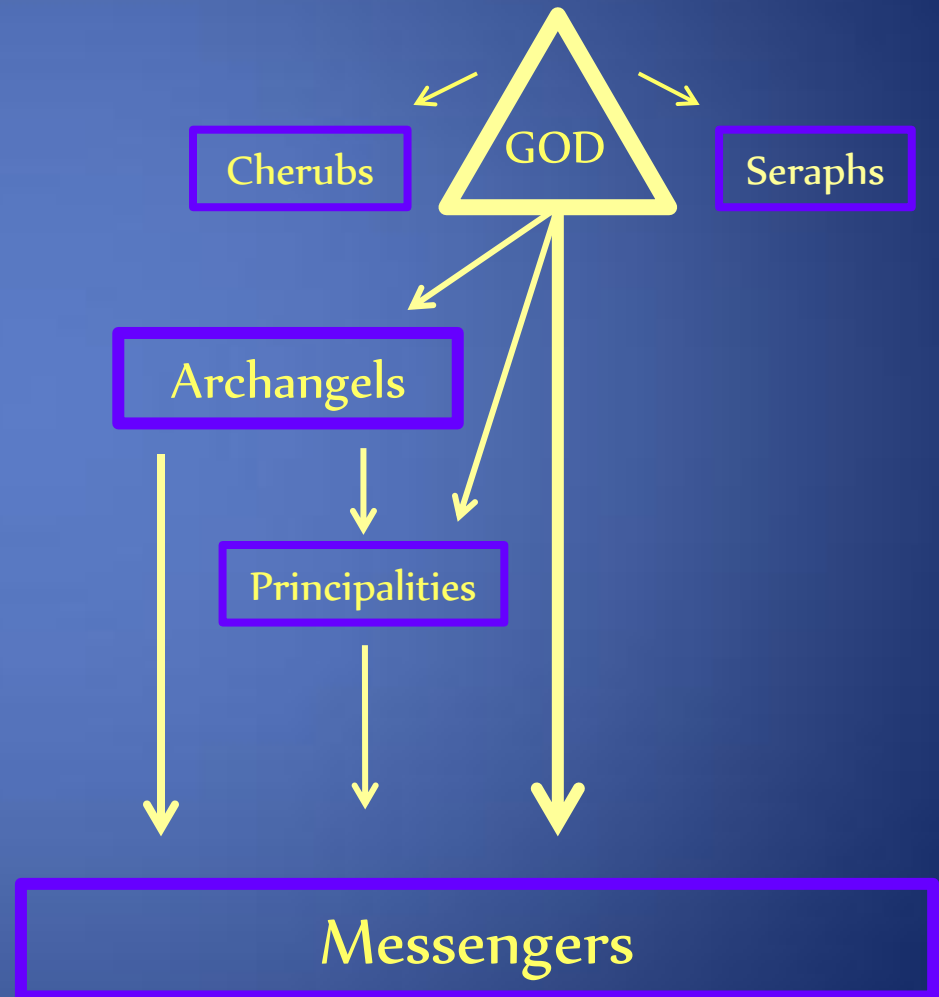 GOD
Cherubs
Seraphs
Archangels
Principalities
Messengers